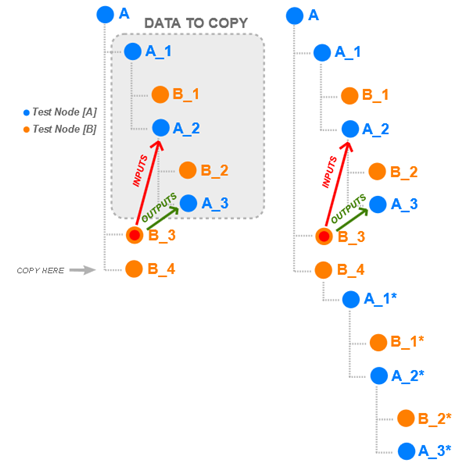 A
DATA TO COPY
A_1
B_1
Test Node [A]
Test Node [B]
A_2
INPUTS
B_2
OUTPUTS
A_3
B_3
COPY HERE
B_4
A
A_1
B_1
A_2
INPUTS
B_2
OUTPUTS
A_3
B_3
B_4
A_1*
B_1*
A_2*
B_2*
A_3*